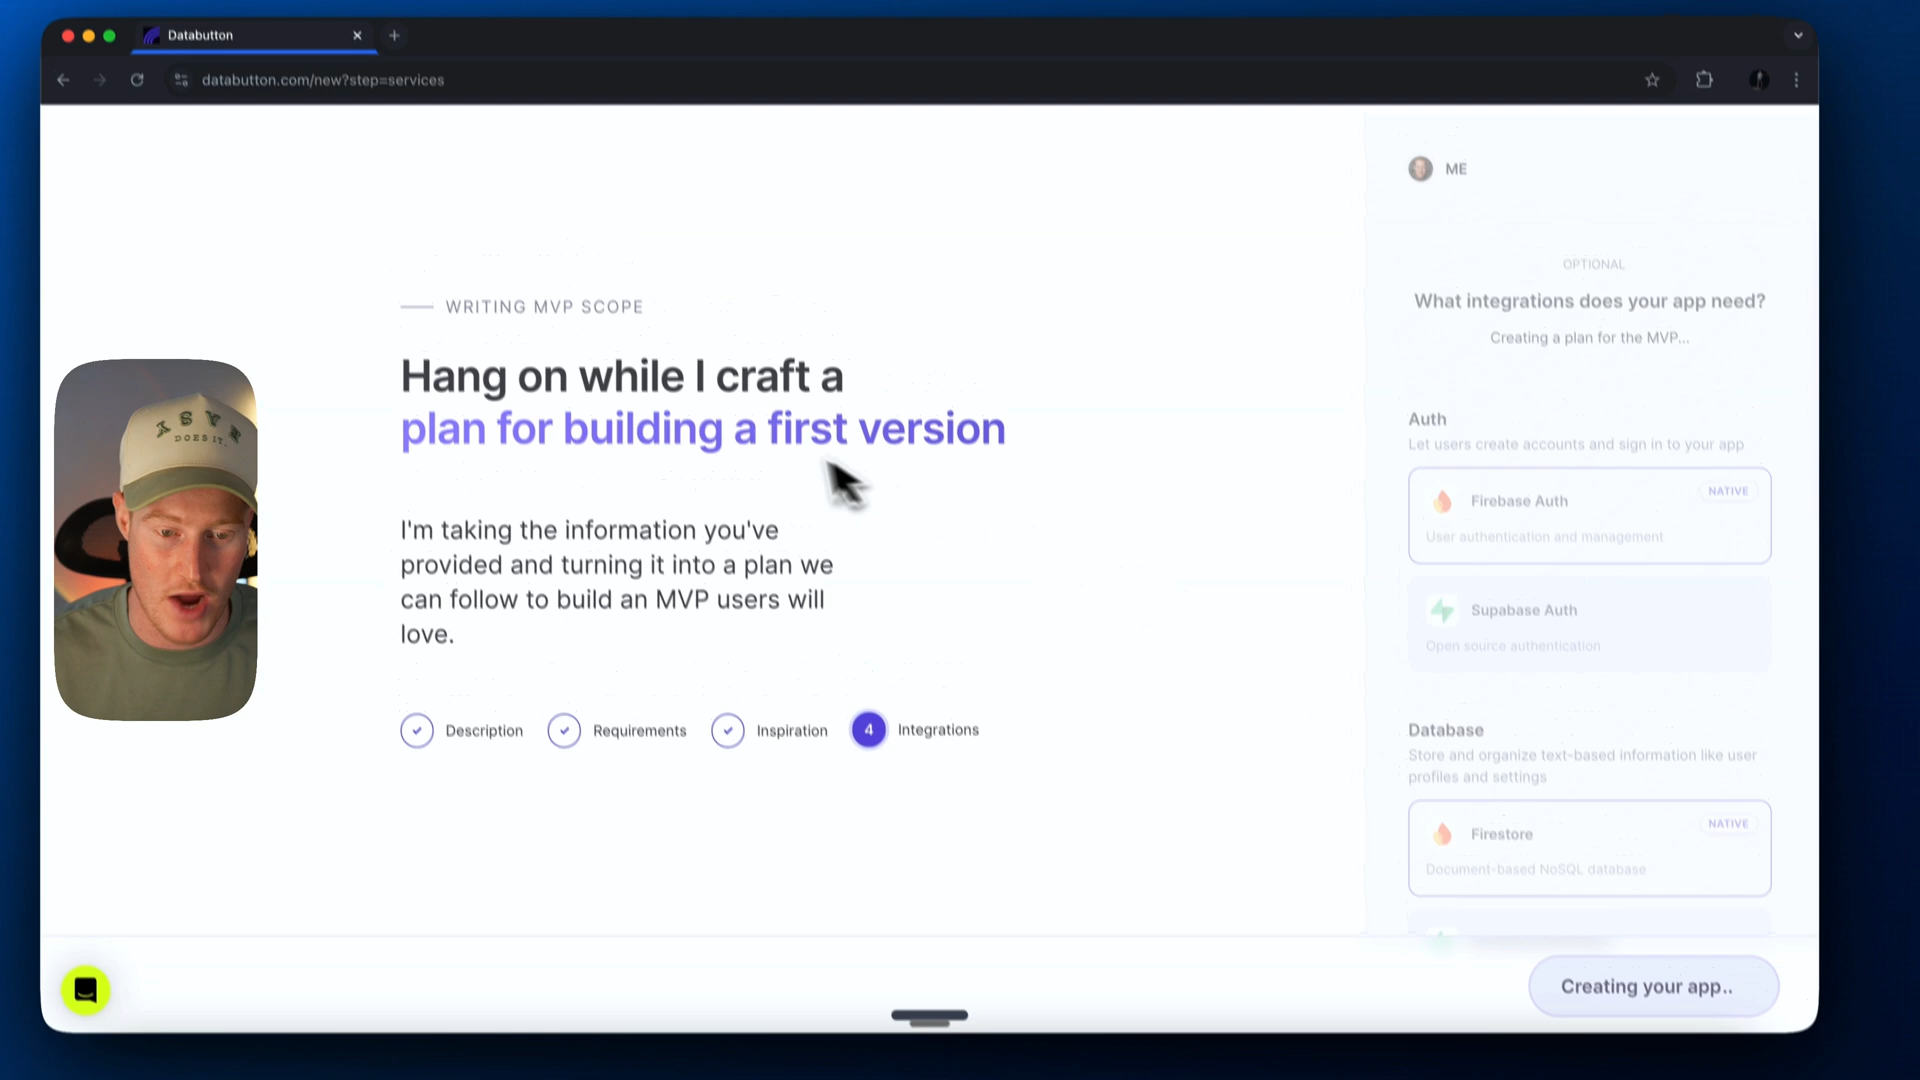 Databutton
databutton.com/new?step=services
ME
WRITING MVP SCOPE
Hang on while I craft a
plan for building a first version
I'm taking the information you've
provided and turning it into a plan we
can follow to build an MVP users will
love.
Description
Requirements
Inspiration
4 Integrations
OPTIONAL
What integrations does your app need?
Creating a plan for the MVP...
Auth
Let users create accounts and sign in to your app
Firebase Auth
NATIVE
User authentication and management
Supabase Auth
Open source authentication
Database
Store and organize text-based information like user
profiles and settings
Firestore
NATIVE
Document-based NoSQL database
Creating your app..
DOES IT.